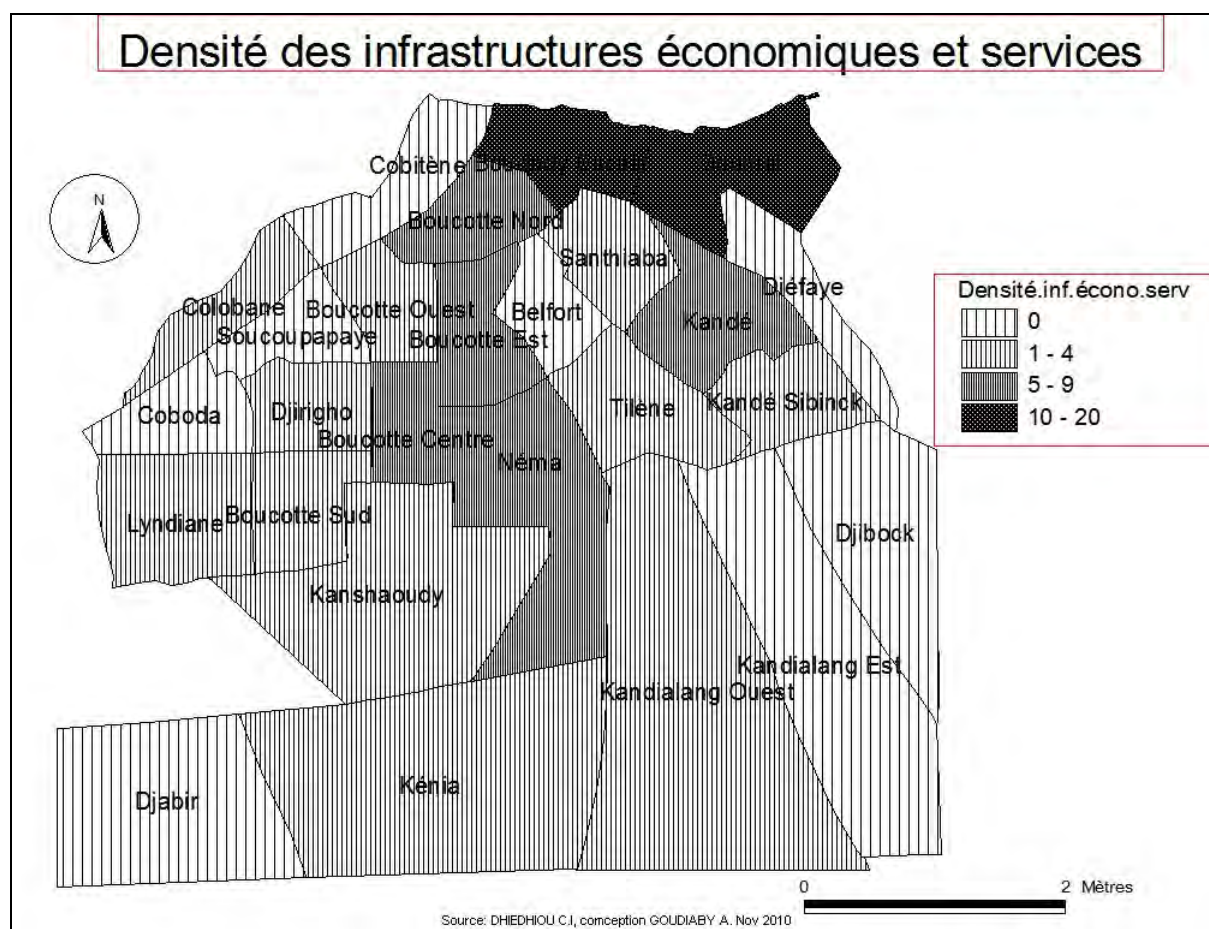 Densité des infrastructures économiques et services
N
Cobitène
Boucotte Nord
Santhiaba
Diéfaye
Colobane
Boucotte Ouest
Belfort
Kandé
Soucoupapaye
Boucotte Est
Coboda
Djirigho
Tilène
Kandé Sibinck
Boucotte Centre
Néma
Lyndiane
Boucotte Sud
Djibock
Kanshaoudy
Kandialang Est
Kandialang Ouest
Djabir
Kénia
Densité.inf.écono.serv
0
1 - 4
5 - 9
10 - 20
0 2 Mètres
Source: DHIEDHIOU C.I, comception GOUDIABY A. Nov 2010